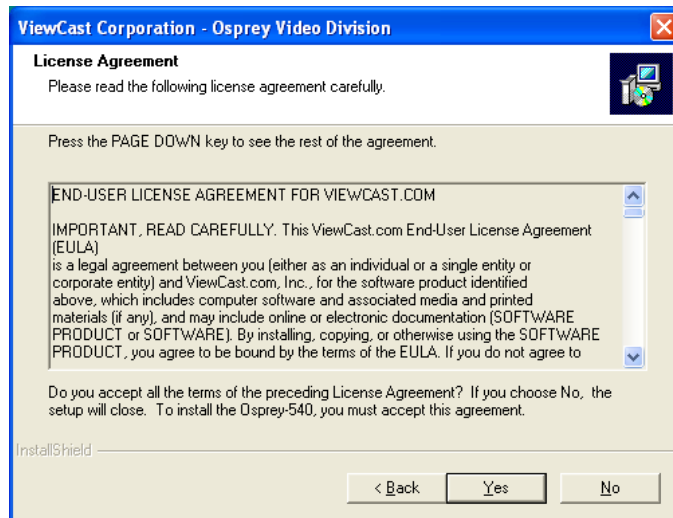 ViewCast Corporation - Osprey Video Division
License Agreement
Please read the following license agreement carefully.
Press the PAGE DOWN key to see the rest of the agreement.
END-USER LICENSE AGREEMENT FOR VIEWCAST.COM
IMPORTANT, READ CAREFULLY. This ViewCast.com End-User License Agreement
(EULA)
is a legal agreement between you (either as an individual or a single entity or
corporate entity) and ViewCast.com, Inc., for the software product identified
above, which includes computer software and associated media and printed
materials (if any), and may include online or electronic documentation (SOFTWARE
PRODUCT or SOFTWARE). By installing, copying, or otherwise using the SOFTWARE
PRODUCT, you agree to be bound by the terms of the EULA. If you do not agree to
Do you accept all the terms of the preceding License Agreement? If you choose No, the
setup will close. To install the Osprey-540, you must accept this agreement.
InstallShield
< Back
Yes
No